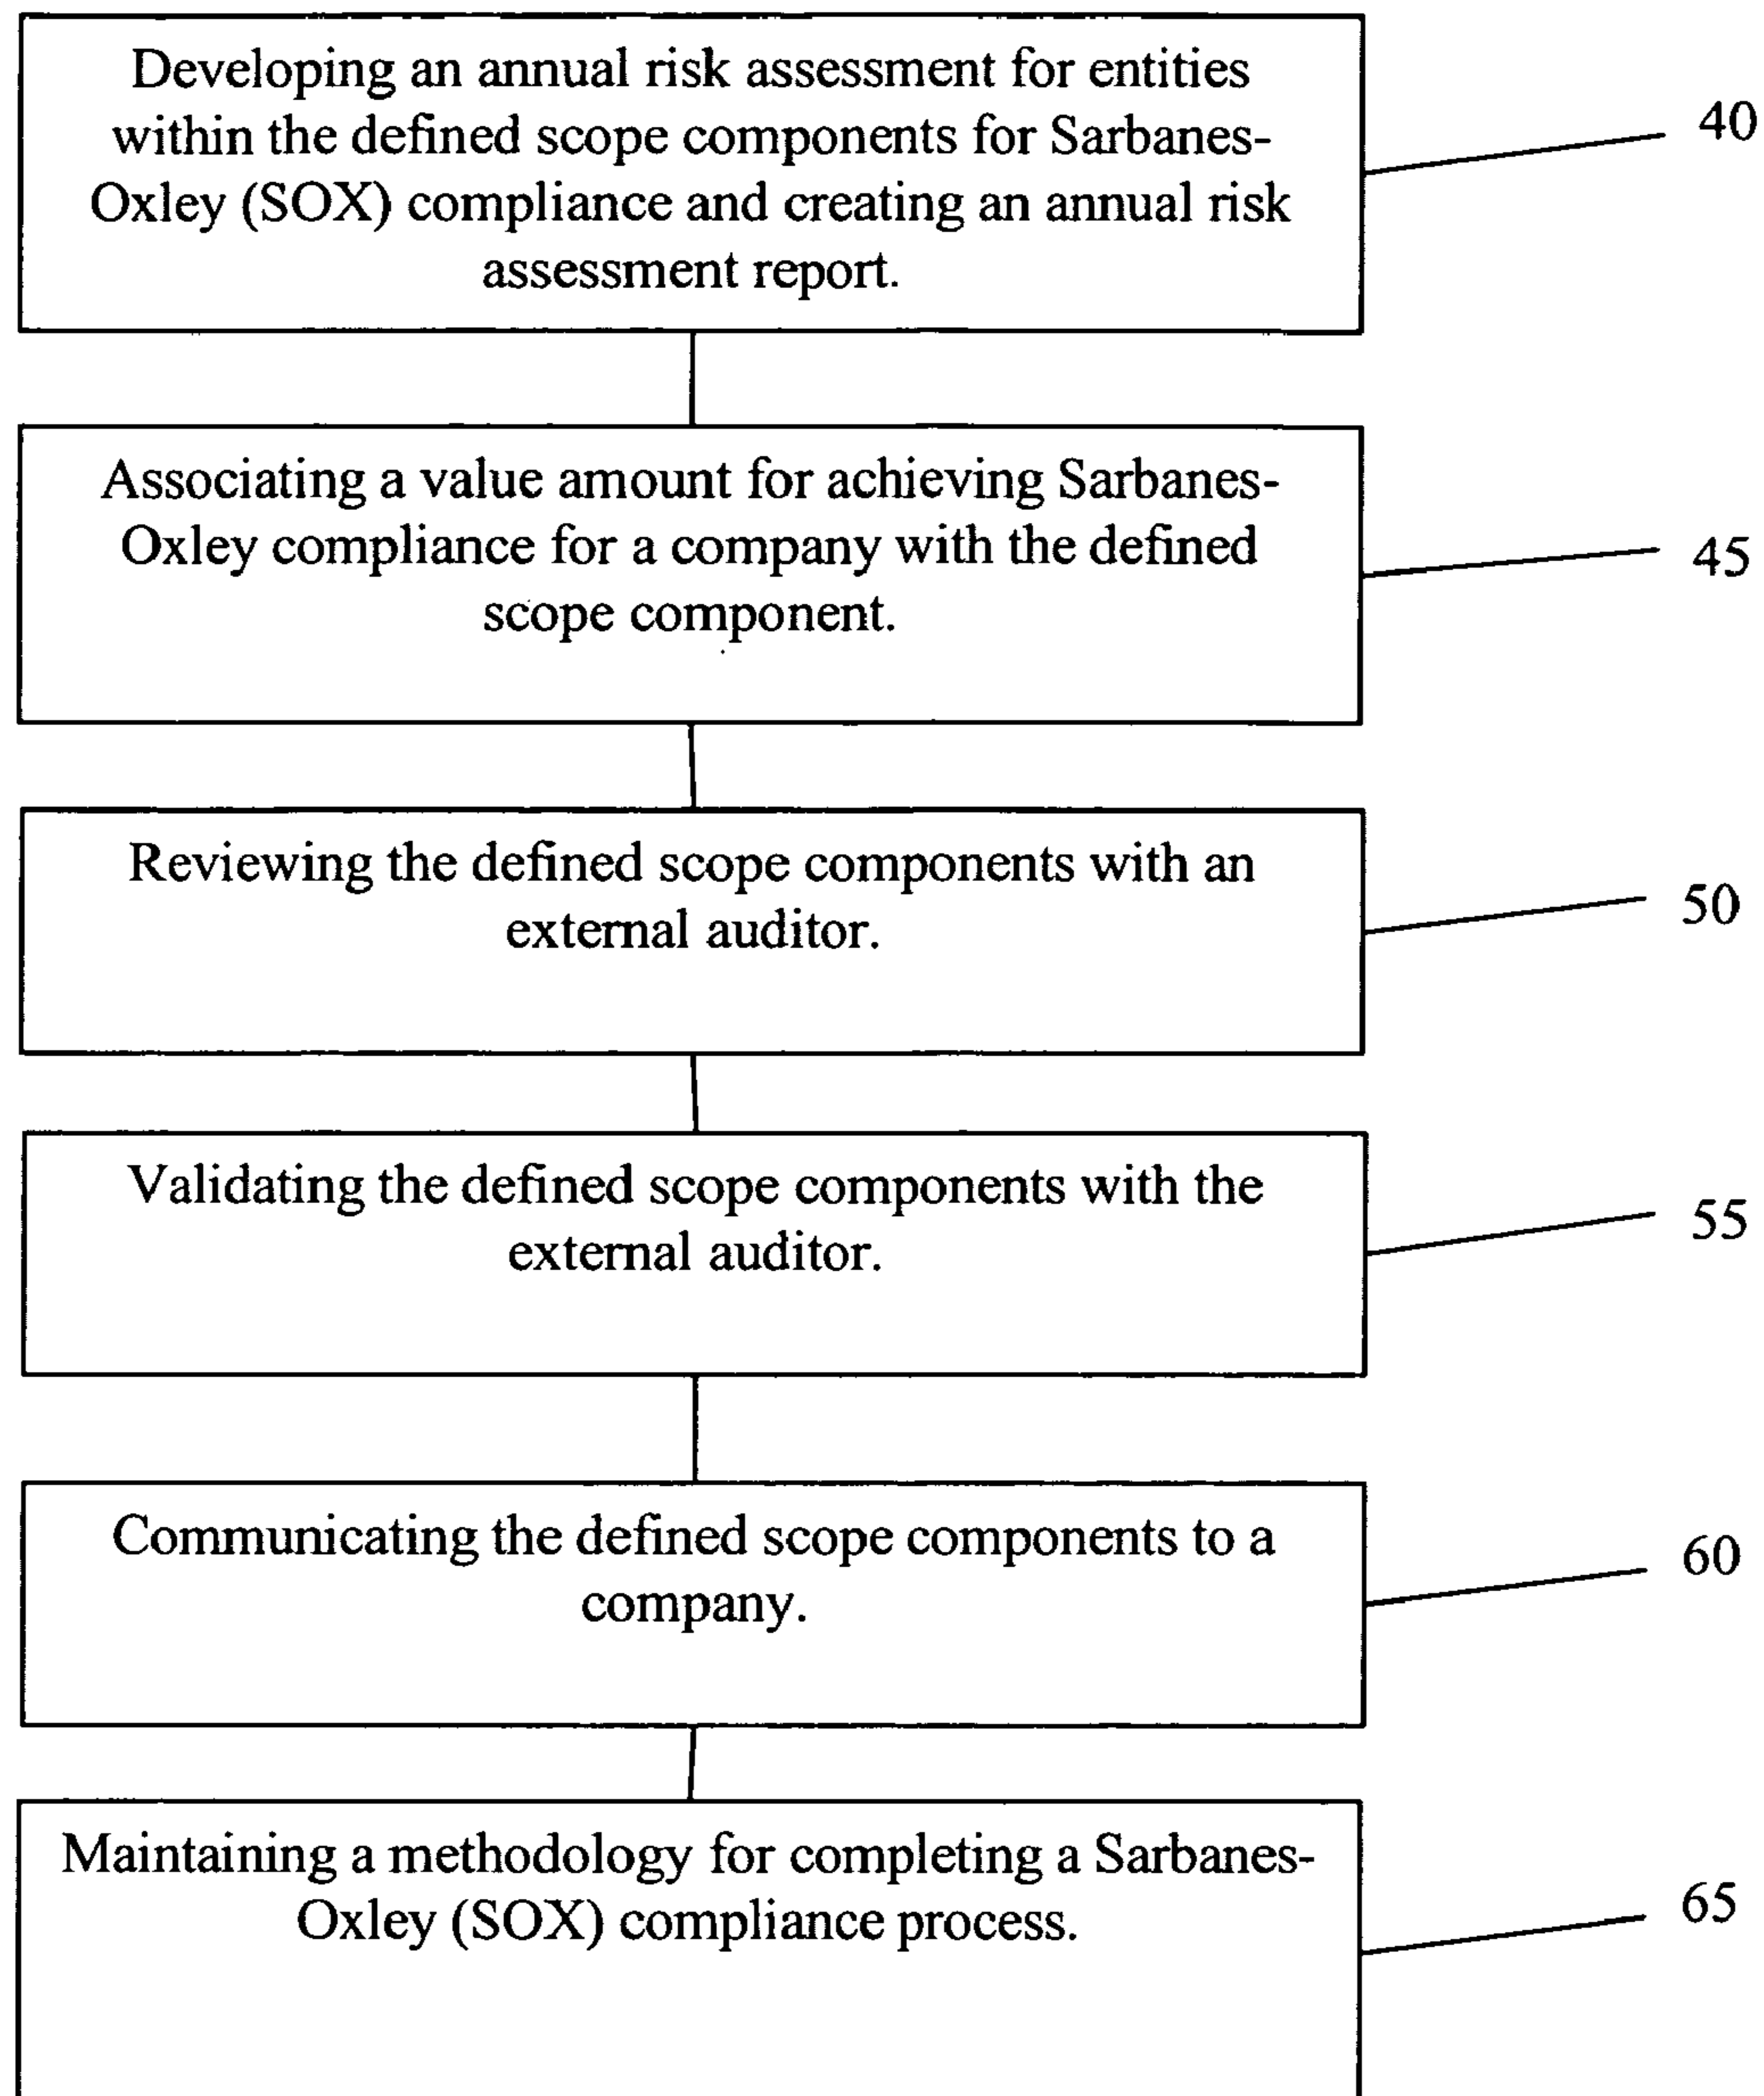 Developing an annual risk assessment for entities
within the defined scope components for Sarbanes-
Oxley (SOX) compliance and creating an annual risk
assessment report.
40
Associating a value amount for achieving Sarbanes-
Oxley compliance for a company with the defined
scope component.
45
Reviewing the defined scope components with an
external auditor.
50
Validating the defined scope components with the
external auditor.
55
Communicating the defined scope components to a
company.
60
Maintaining a methodology for completing a Sarbanes-
Oxley (SOX) compliance process.
65